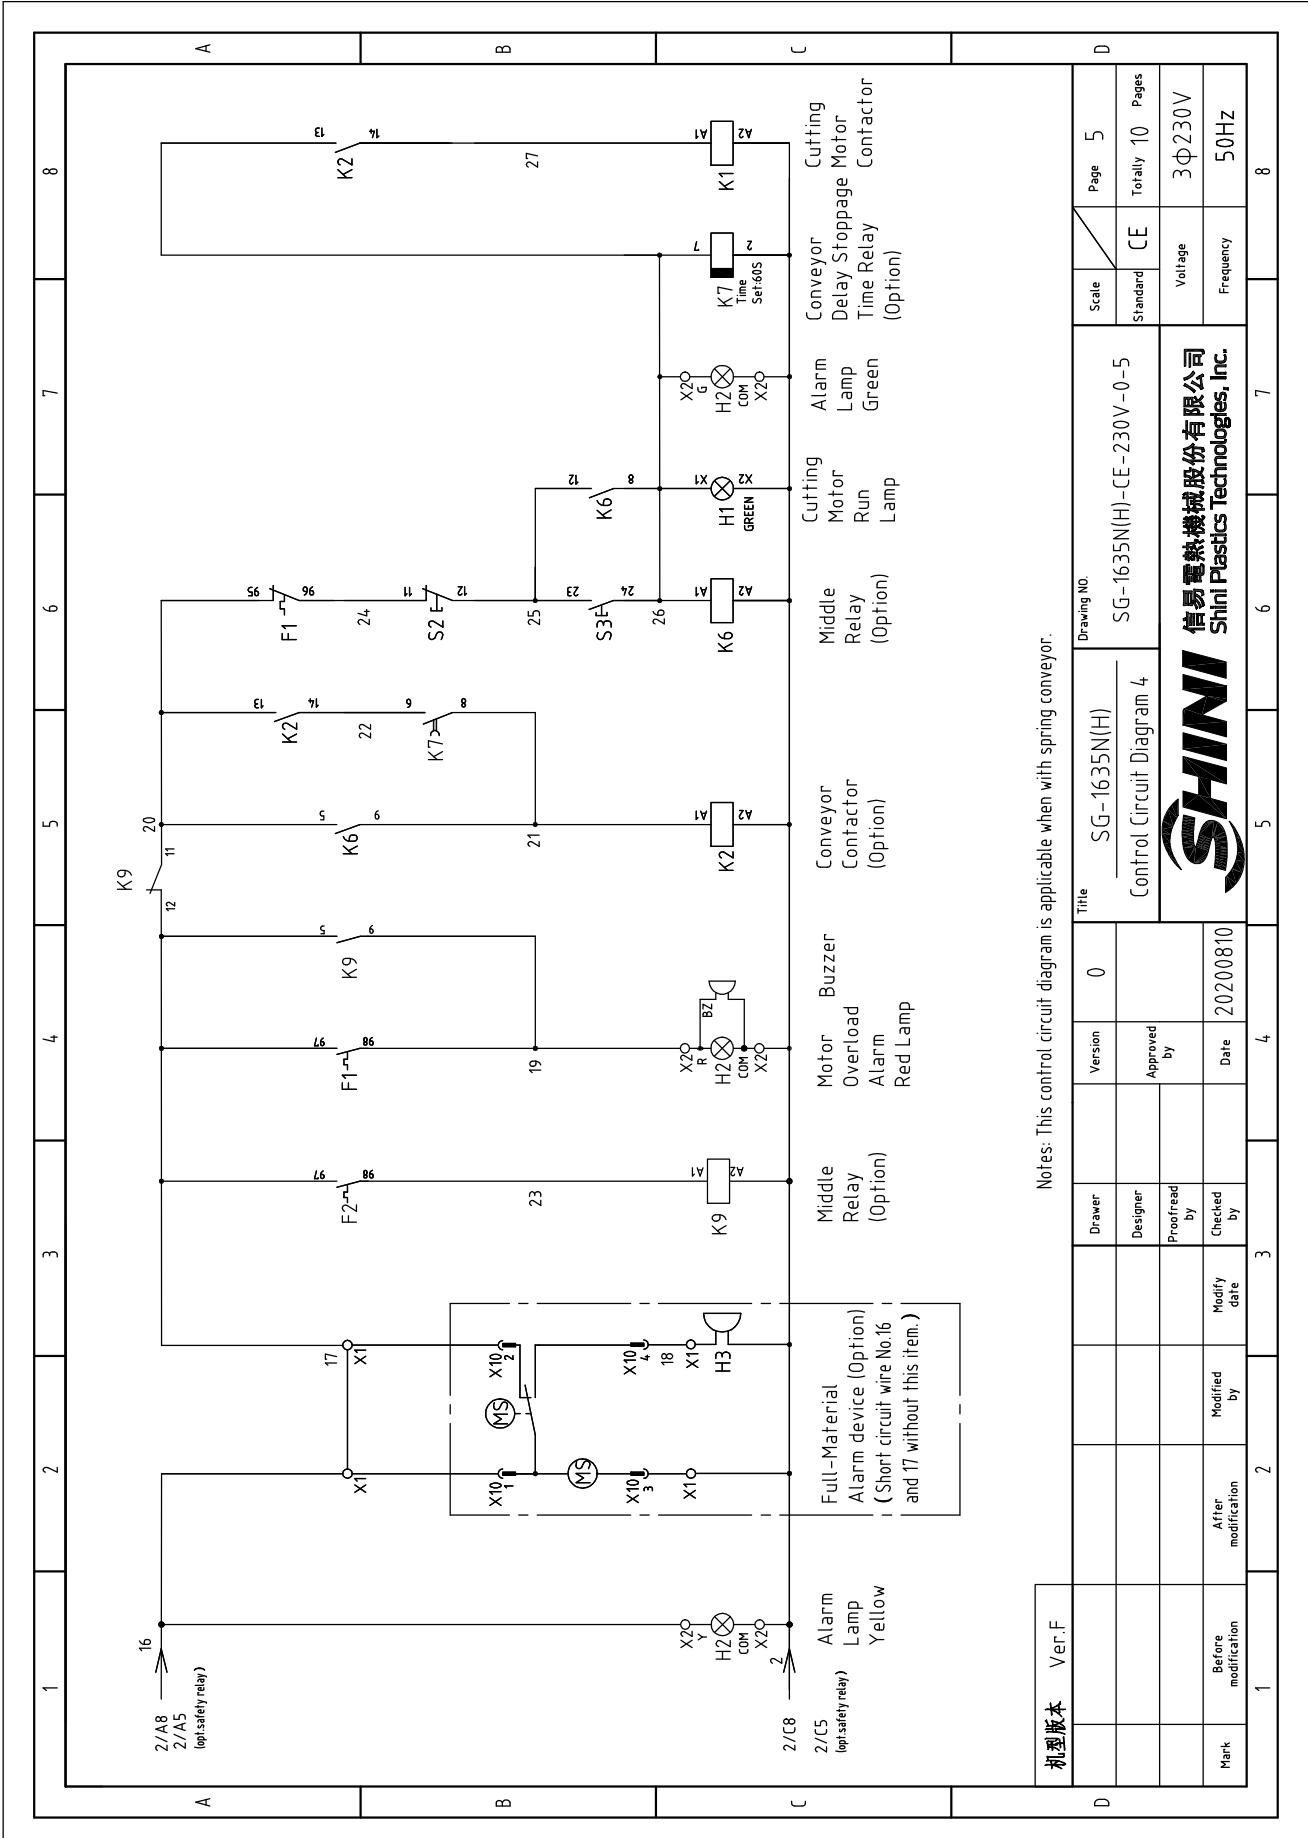 1
2
3
4
5
6
7
8
A
B
C
D
2/A8
2/A5
(opt.safety relay)
16
2/C8
2/C5
(opt.safety relay)
2
X2
Y
H2
COM
X2
Alarm
Lamp
Yellow
X1
X10
1
MS
X10
3
X1
MS
17
X1
X10
2
X10
4
18
X1
H3
Full-Material
Alarm device (Option)
(Short circuit wire No.16
and 17 without this item.)
97
98
F2
23
A1
A2
K9
Middle
Relay
(Option)
97
98
F1
19
X2
R
H2
COM
X2
BZ
Motor
Overload
Alarm
Red Lamp
Buzzer
5
9
K9
K9
12
11
20
5
9
K6
21
A1
A2
K2
Conveyor
Contactor
(Option)
13
14
K2
22
6
8
K7
95
96
F1
24
11
12
S2
25
23
24
S3
26
A1
A2
K6
Middle
Relay
(Option)
12
8
K6
X1
X2
H1
GREEN
Cutting
Motor
Run
Lamp
X2
G
H2
COM
X2
Alarm
Lamp
Green
7
2
K7
Time
Set:60S
Conveyor
Delay Stoppage
Time Relay
(Option)
13
14
K2
27
A1
A2
K1
Cutting
Motor
Contactor
Notes: This control circuit diagram is applicable when with spring conveyor.
机型版本 Ver.F
Mark
Before
modification
After
modification
Modified
by
Modify
date
Drawer
Designer
Proofread
by
Checked
by
Version
0
Approved
by
Date
20200810
Title
SG-1635N(H)
Control Circuit Diagram 4
Drawing NO.
SG-1635N(H)-CE-230V-0-5
SHINI
信易電熱機械股份有限公司
Shini Plastics Technologies, Inc.
Scale
Page 5
Standard
CE
Totally 10 Pages
Voltage
3Φ230V
Frequency
50HZ
A
B
C
D
1
2
3
4
5
6
7
8